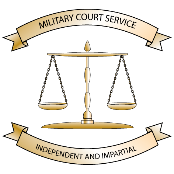 MILITARY COURT SERVICE
INDEPENDENT AND IMPARTIAL